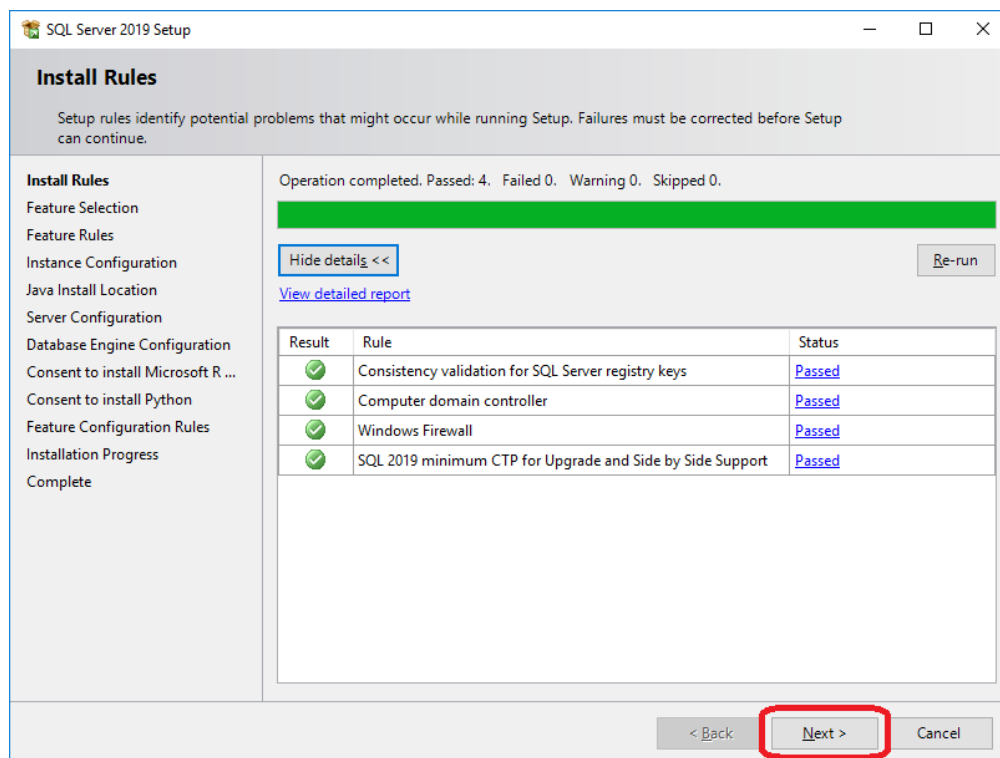 SQL Server 2019 Setup
Install Rules
Setup rules identify potential problems that might occur while running Setup. Failures must be corrected before Setup
can continue.
Install Rules
Feature Selection
Feature Rules
Instance Configuration
Java Install Location
Server Configuration
Database Engine Configuration
Consent to install Microsoft R ...
Consent to install Python
Feature Configuration Rules
Installation Progress
Complete
Operation completed. Passed: 4. Failed 0. Warning 0. Skipped 0.
Hide details << Re-run
View detailed report
Result Rule Status
Consistency validation for SQL Server registry keys Passed
Computer domain controller Passed
Windows Firewall Passed
SQL 2019 minimum CTP for Upgrade and Side by Side Support Passed
< Back Next > Cancel